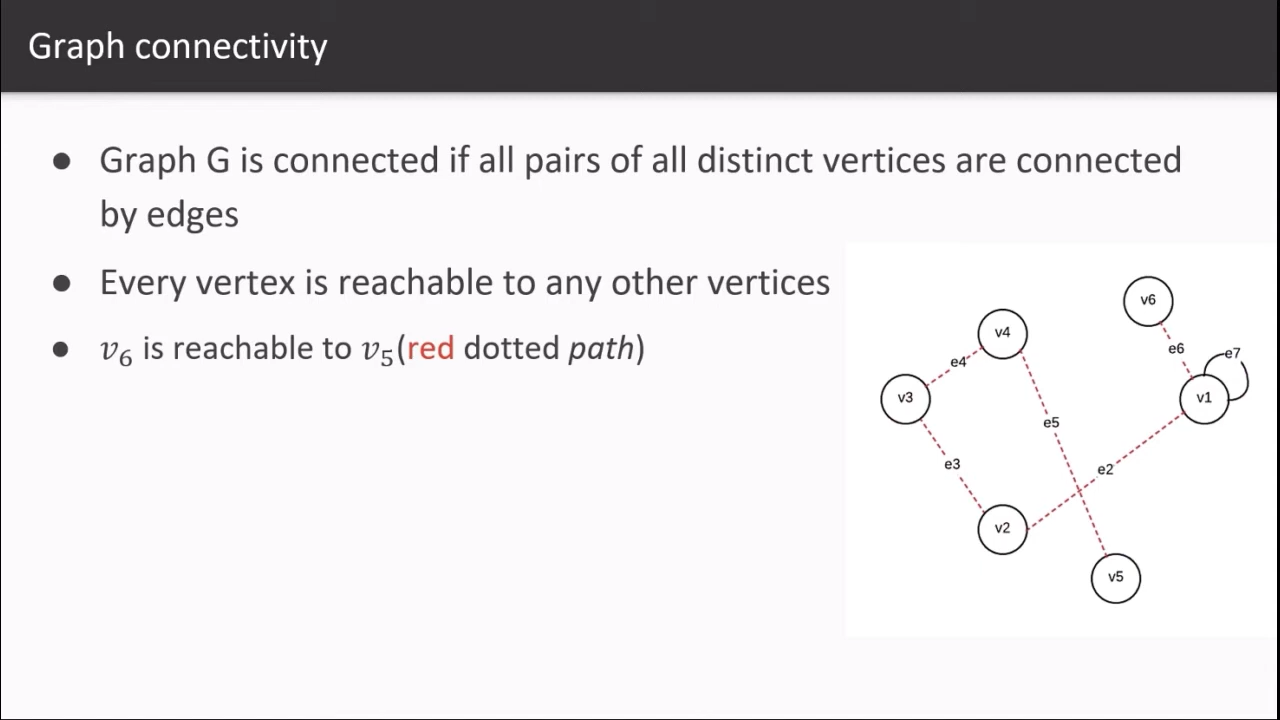 Graph connectivity
● Graph G is connected if all pairs of all distinct vertices are connected
by edges
● Every vertex is reachable to any other vertices
● 𝑣₆ is reachable to 𝑣₅(red dotted path)
v6
v4
e6
e7
e4
v3
v1
e5
e3
e2
v2
v5